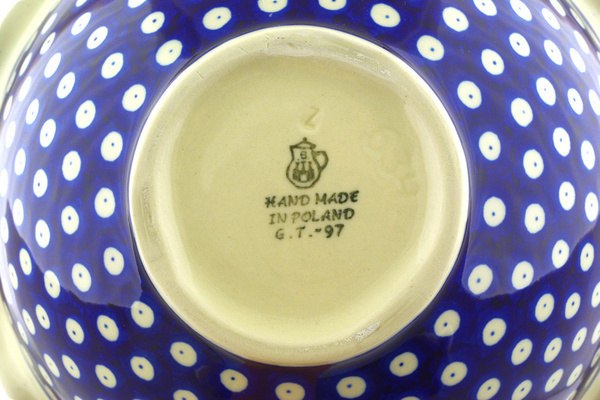 Z
HAND MADE
IN POLAND
G.T.-97